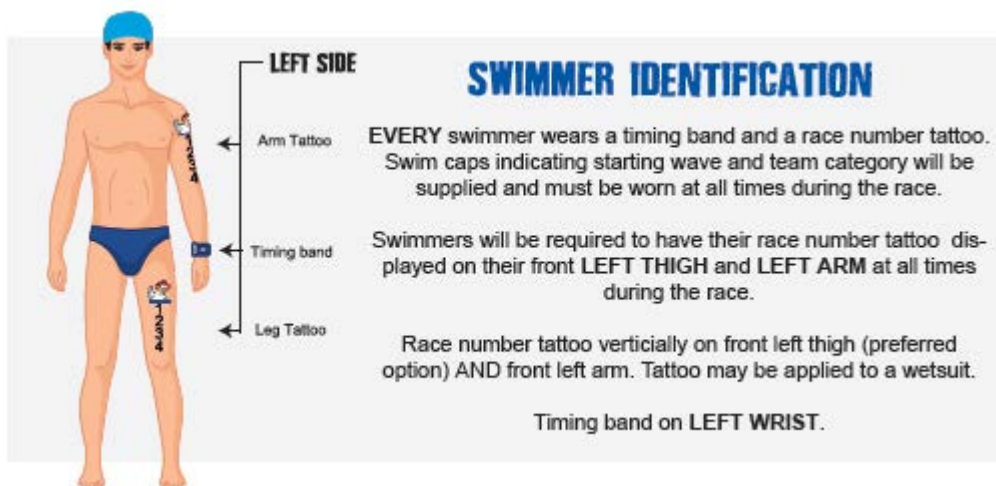 LEFT SIDE
Arm Tattoo
Timing band
Leg Tattoo
1234
1234
SWIMMER IDENTIFICATION
EVERY swimmer wears a timing band and a race number tattoo.
Swim caps indicating starting wave and team category will be
supplied and must be worn at all times during the race.
Swimmers will be required to have their race number tattoo dis-
played on their front LEFT THIGH and LEFT ARM at all times
during the race.
Race number tattoo verticially on front left thigh (preferred
option) AND front left arm. Tattoo may be applied to a wetsuit.
Timing band on LEFT WRIST.